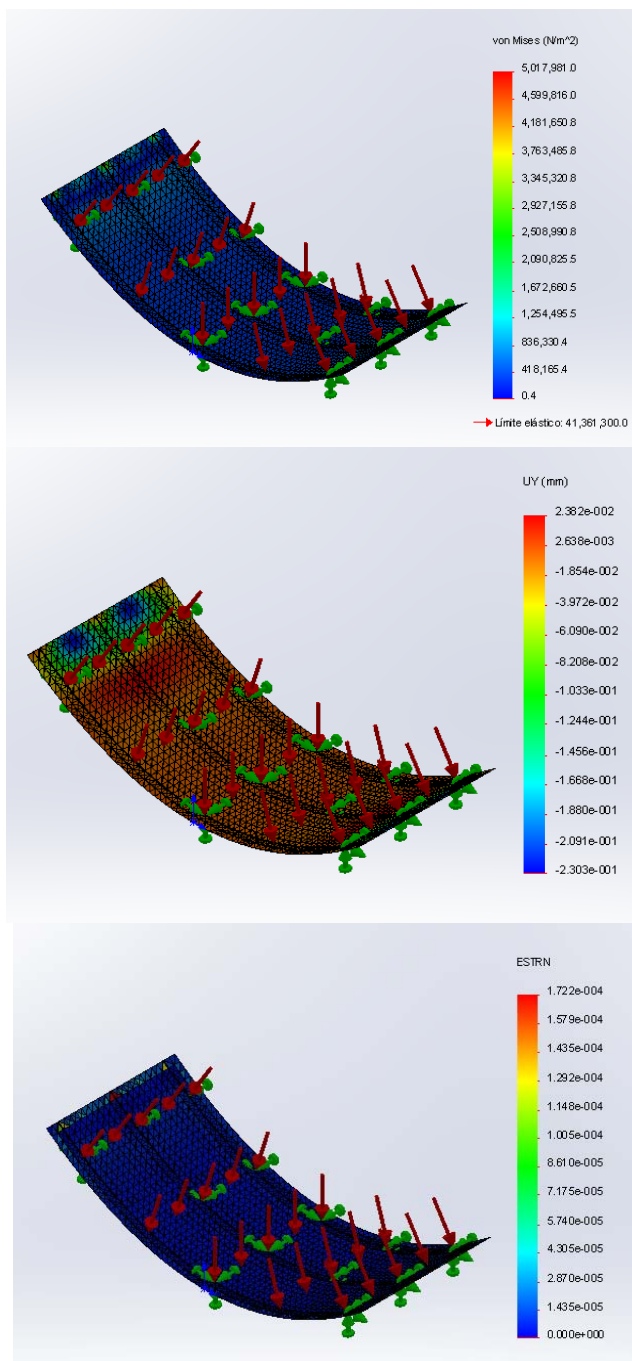 von Mises (N/m^2)
5,017,981.0
4,599,816.0
4,181,650.8
3,763,485.8
3,345,320.8
2,927,155.8
2,508,990.8
2,090,825.5
1,672,660.5
1,254,495.5
836,330.4
418,165.4
0.4
Límite elástico: 41,361,300.0
UY (mm)
2.382e-002
2.638e-003
-1.854e-002
-3.972e-002
-6.090e-002
-8.208e-002
-1.033e-001
-1.244e-001
-1.456e-001
-1.668e-001
-1.880e-001
-2.091e-001
-2.303e-001
ESTRN
1.722e-004
1.579e-004
1.435e-004
1.292e-004
1.148e-004
1.005e-004
8.610e-005
7.175e-005
5.740e-005
4.305e-005
2.870e-005
1.435e-005
0.000e+000